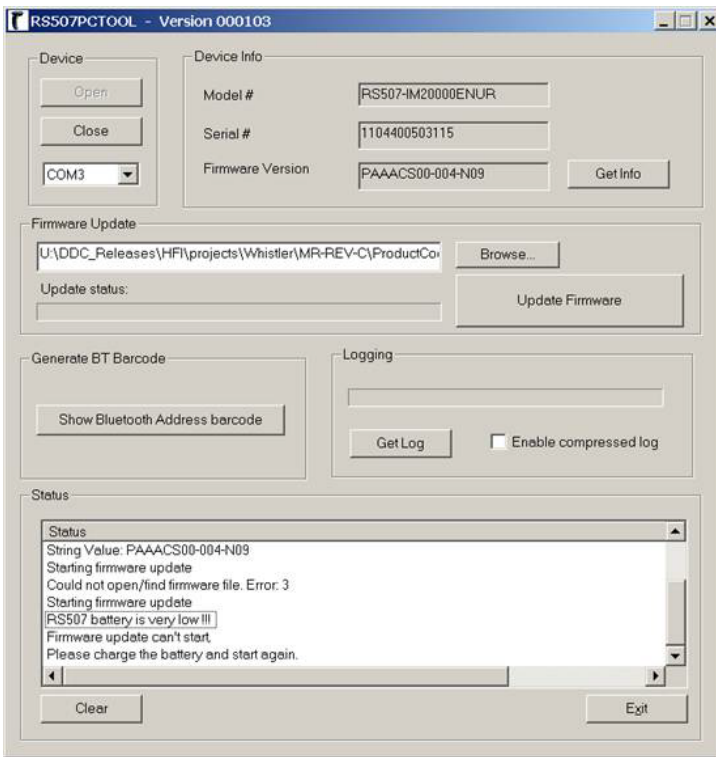 RS507PCTOOL - Version 000103
Device
Open
Close
COM3
Device Info
Model #
RS507-IM20000ENUR
Serial #
1104400503115
Firmware Version
PAAACS00-004-N09
Get Info
Firmware Update
U:\DDC_Releases\HFI\projects\Whistler\MR-REV-C\ProductCo
Browse...
Update status:
Update Firmware
Generate BT Barcode
Show Bluetooth Address barcode
Logging
Get Log
Enable compressed log
Status
Status
String Value: PAAACS00-004-N09
Starting firmware update
Could not open/find firmware file. Error: 3
Starting firmware update
RS507 battery is very low !!!
Firmware update can't start,
Please charge the battery and start again.
Clear
Exit